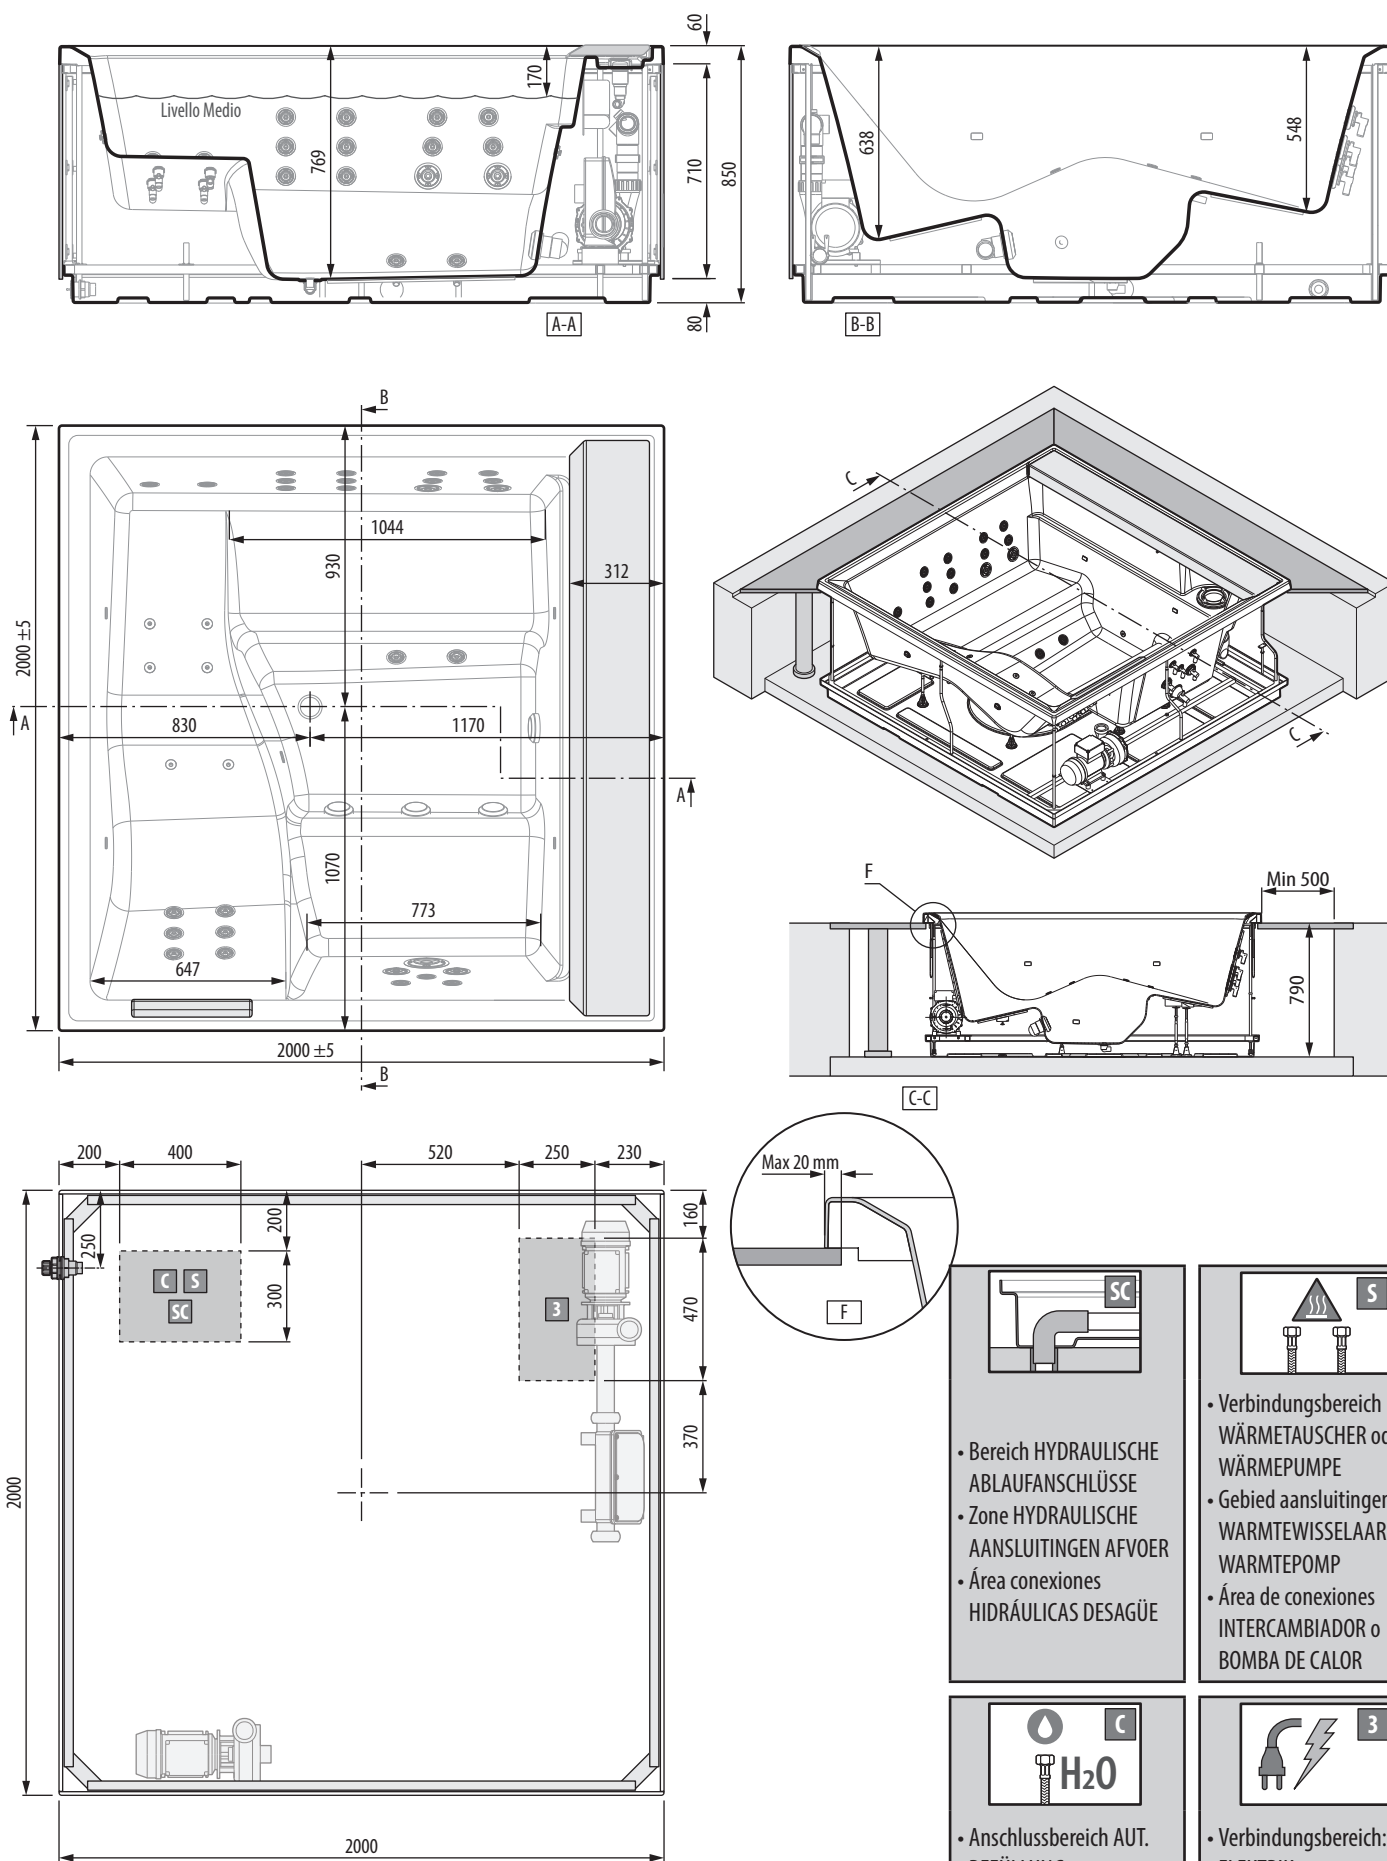 60
170
Livello Medio
769
710
850
80
A-A
638
548
B-B
B
1044
930
312
2000 ±5
A
830
1170
A
1070
773
647
2000 ±5
B
C
C
F
Min 500
790
C-C
200
400
520
250
230
250
200
300
160
470
370
C S
SC
3
2000
2000
Max 20 mm
F
SC
• Bereich HYDRAULISCHE
ABLAUFANSCHLÜSSE
• Zone HYDRAULISCHE
AANSLUITINGEN AFVOER
• Área conexiones
HIDRÁULICAS DESAGÜE
S
• Verbindungsbereich
WÄRMETAUSCHER
WÄRMEPUMPE
• Gebied aansluitingen
WARMTEWISSELAAR
WARMTEPOMP
• Área de conexiones
INTERCAMBIADOR o
BOMBA DE CALOR
C
H₂O
• Anschlussbereich AUT.
3
• Verbindungsbereich: